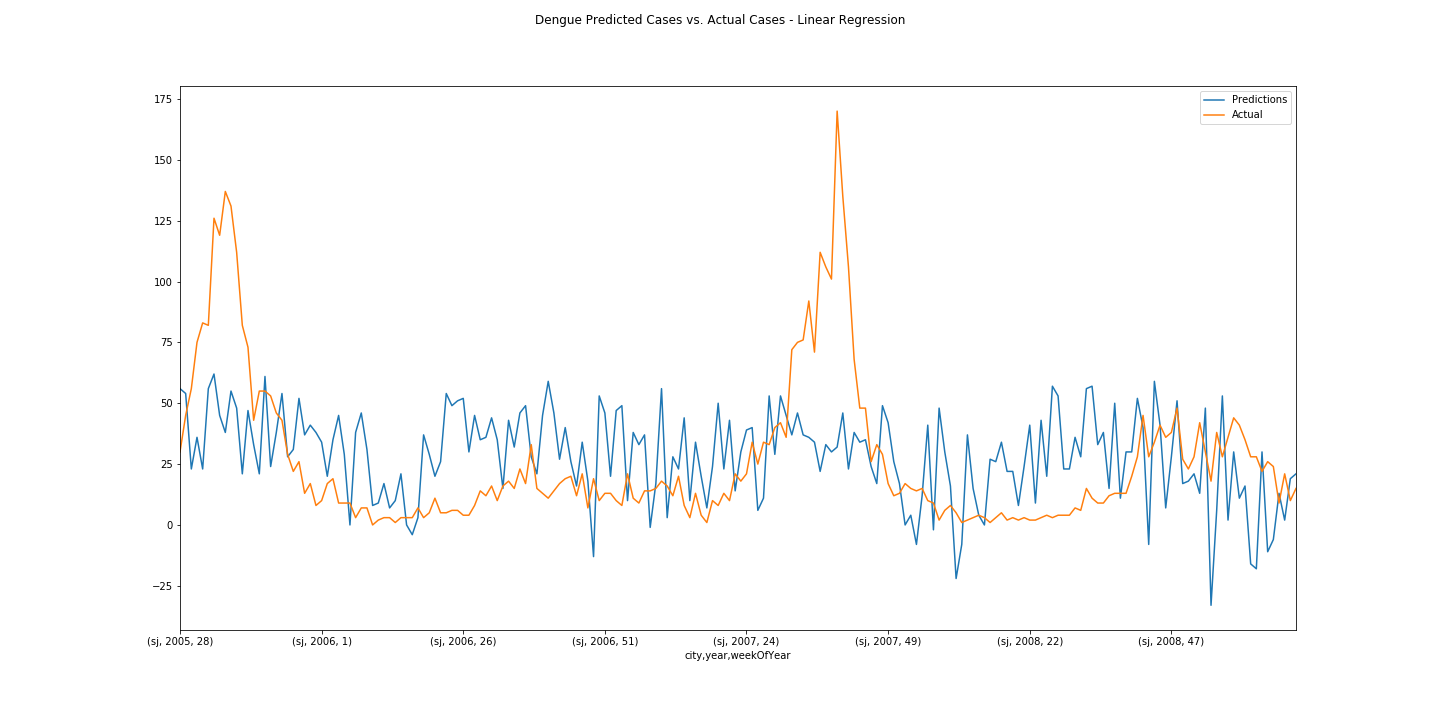 Dengue Predicted Cases vs. Actual Cases - Linear Regression
175
150
125
100
75
50
25
0
−25
Predictions
Actual
(sj, 2005, 28) (sj, 2006, 1) (sj, 2006, 26) (sj, 2006, 51) (sj, 2007, 24) (sj, 2007, 49) (sj, 2008, 22) (sj, 2008, 47)
city,year,weekOfYear